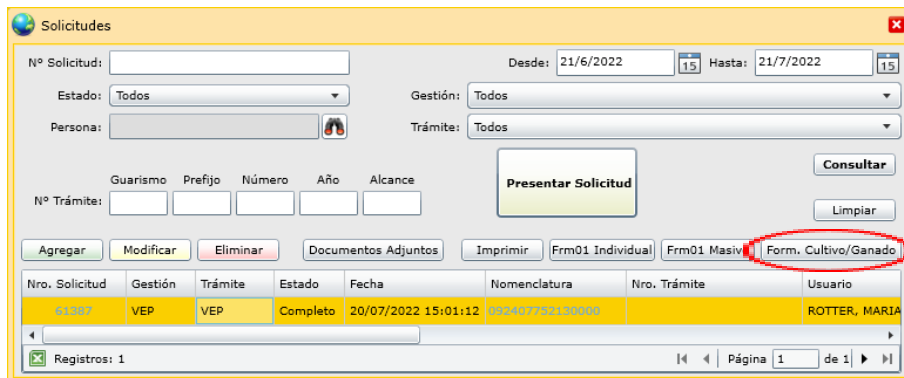 Solicitudes
Nº Solicitud:
Desde: 21/6/2022 15 Hasta: 21/7/2022 15
Estado: Todos Gestión: Todos
Persona: Trámite: Todos
Consultar
Guarismo Prefijo Número Año Alcance
Presentar Solicitud
Nº Trámite:
Limpiar
Agregar Modificar Eliminar Documentos Adjuntos Imprimir Frm01 Individual Frm01 Masiv Form. Cultivo/Ganado
Nro. Solicitud Gestión Trámite Estado Fecha Nomenclatura Nro. Trámite Usuario
61387 VEP VEP Completo 20/07/2022 15:01:12 092407752130000 ROTTER, MARIA
Registros: 1 Página 1 de 1